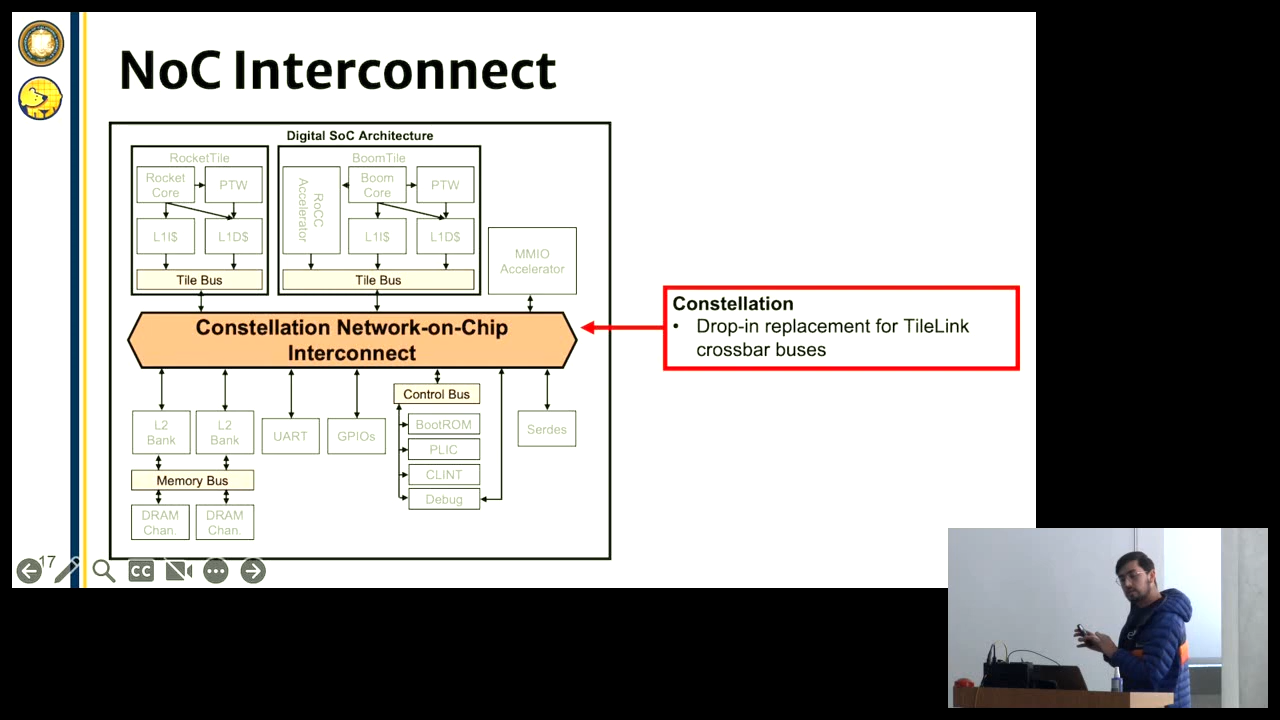 NoC Interconnect
Digital SoC Architecture
RocketTile
Rocket
Core
PTW
L1I$
L1D$
Tile Bus
BoomTile
RoCC
Accelerator
Boom
Core
PTW
L1I$
L1D$
Tile Bus
MMIO
Accelerator
Constellation Network-on-Chip
Interconnect
Constellation
• Drop-in replacement for TileLink
crossbar buses
L2
Bank
L2
Bank
UART
GPIOs
Control Bus
BootROM
PLIC
CLINT
Debug
Serdes
Memory Bus
DRAM
Chan.
DRAM
Chan.
17
CC